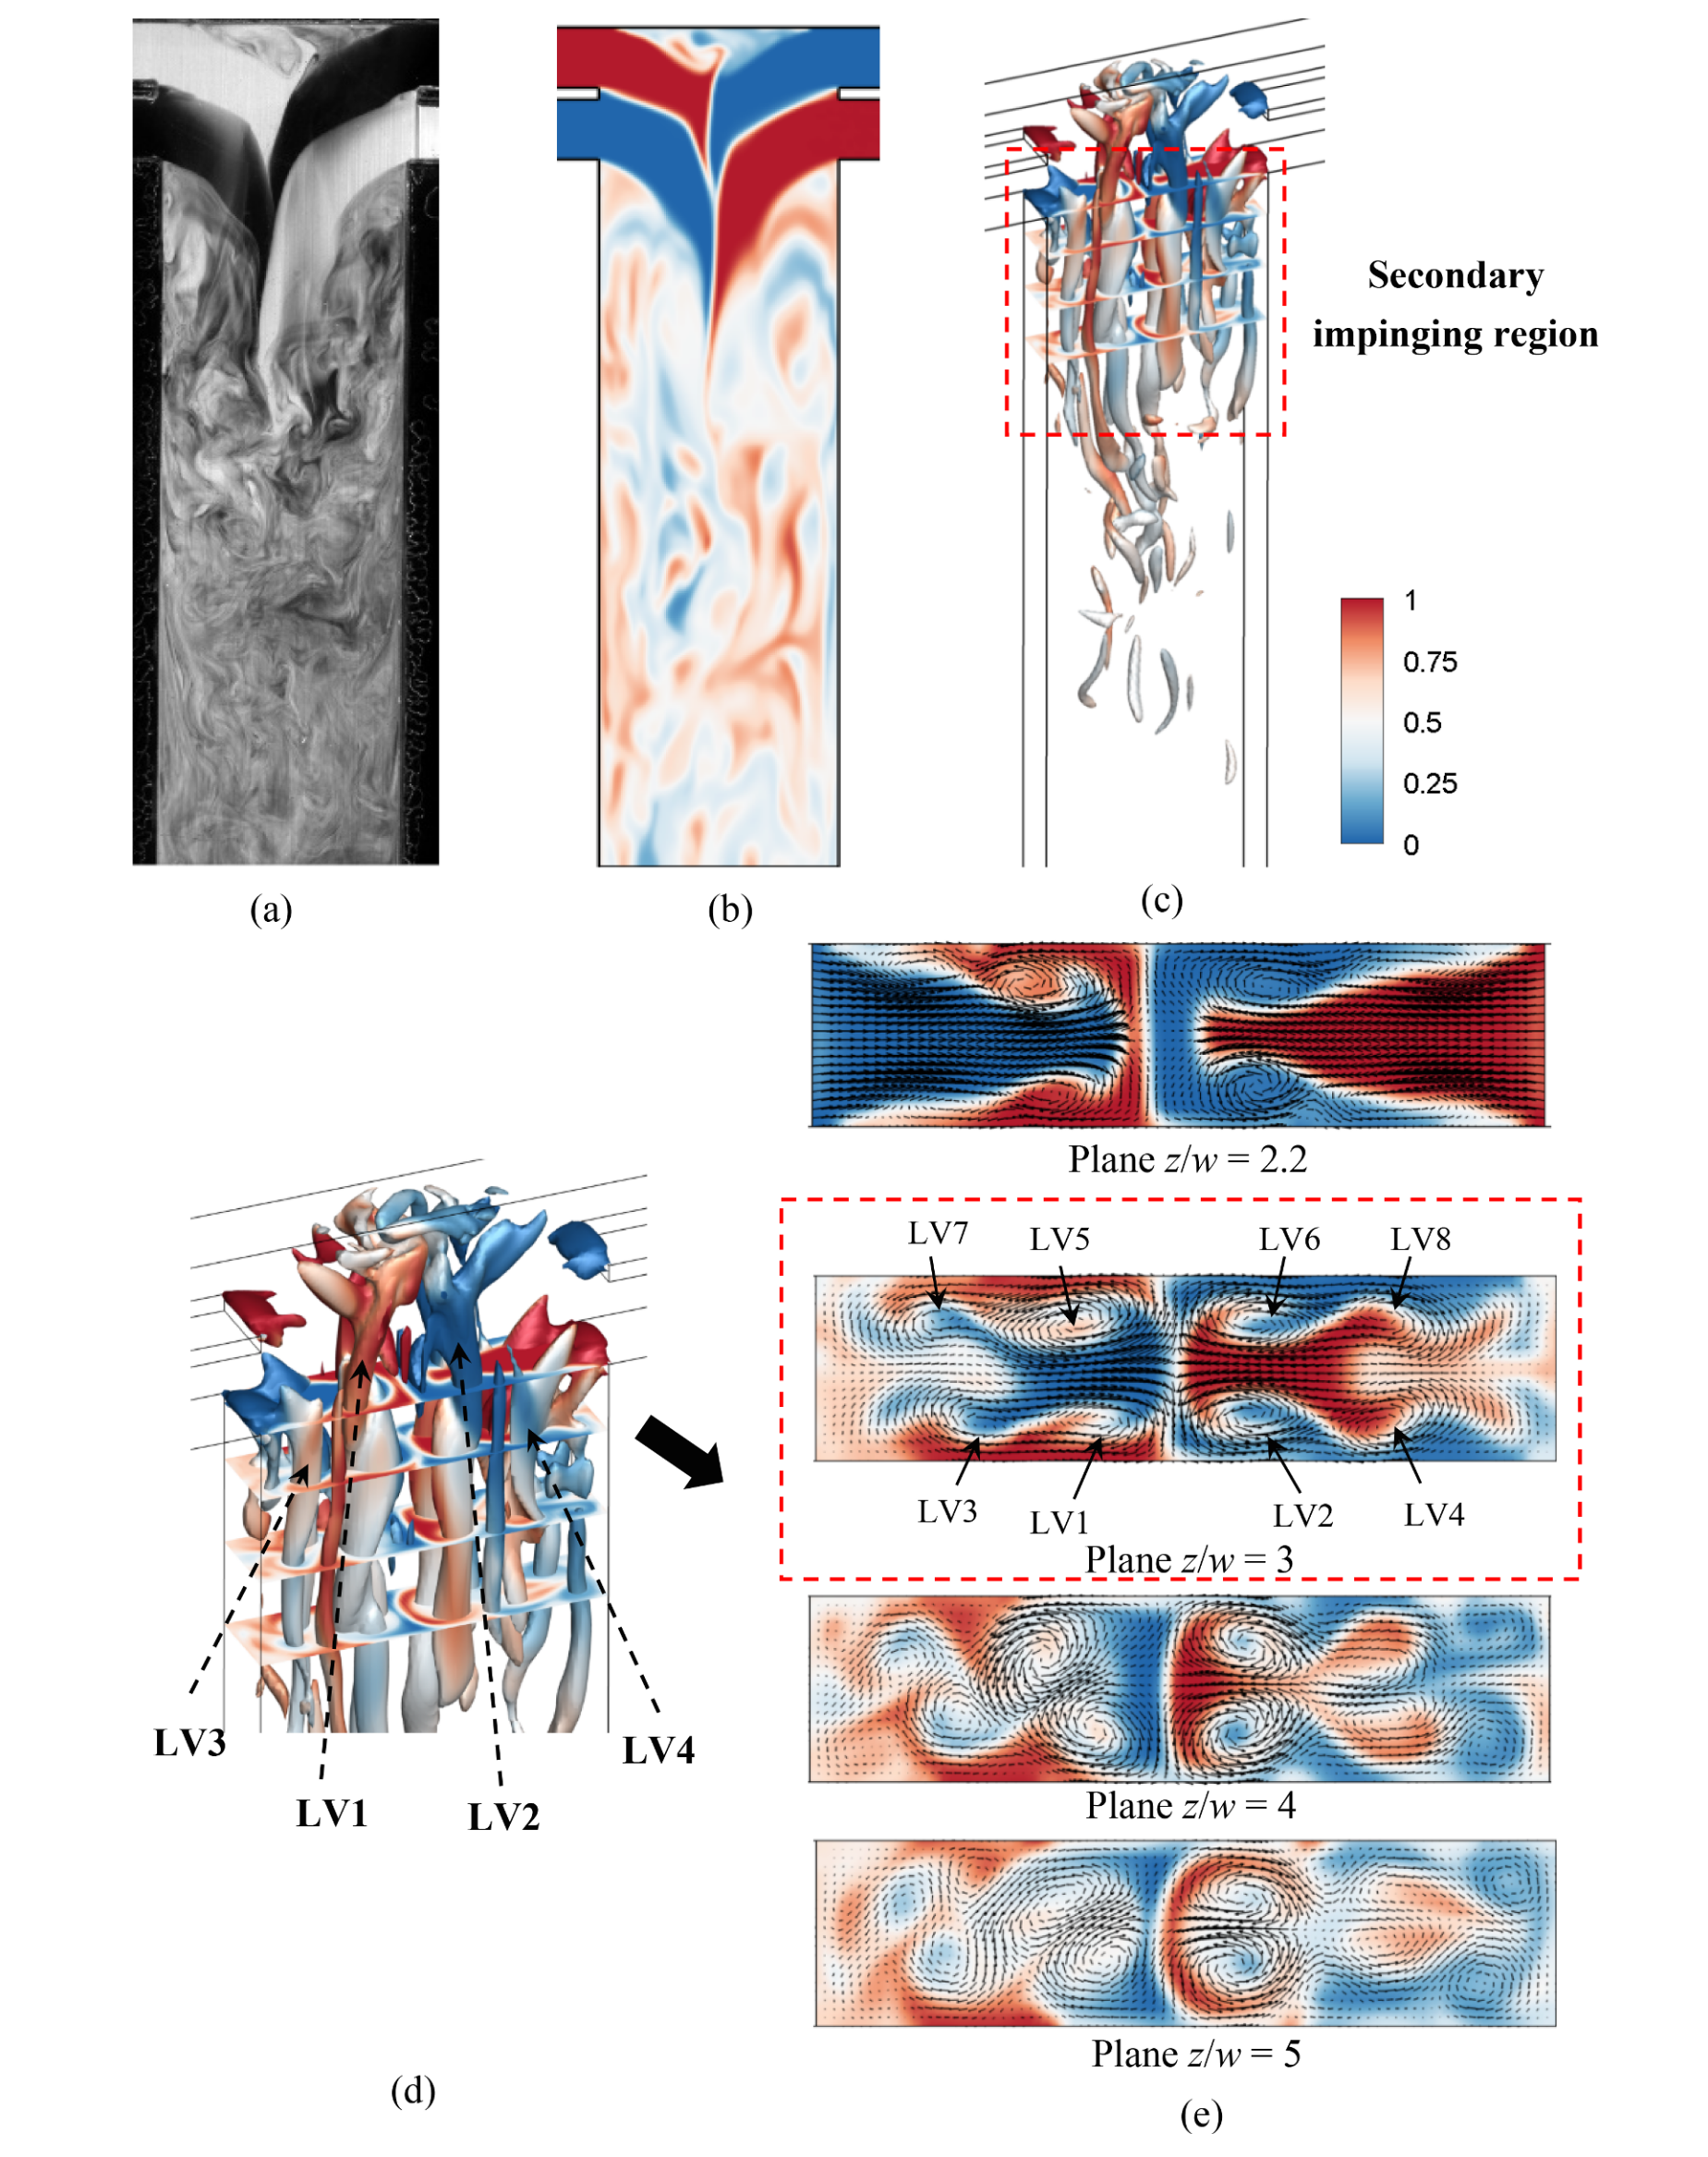 Secondary
impinging region
1
0.75
0.5
0.25
0
(a)
(b)
(c)
Plane z/w = 2.2
LV7
LV5
LV6
LV8
LV3
LV1
LV2
LV4
Plane z/w = 3
LV3
LV4
LV1
LV2
Plane z/w = 4
Plane z/w = 5
(d)
(e)